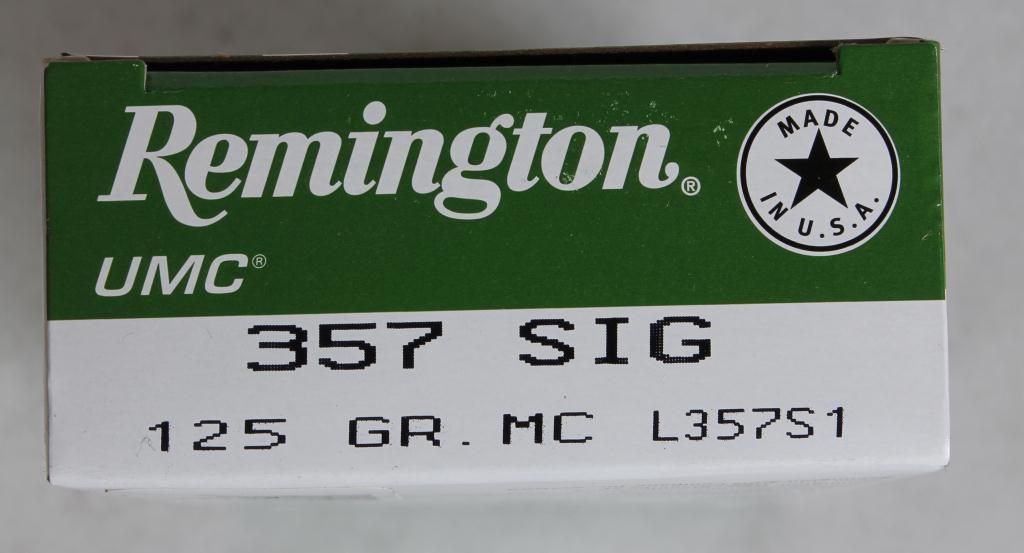 Remington®
MADE
IN U.S.A.
UMC®
357 SIG
125 GR. MC L357S1